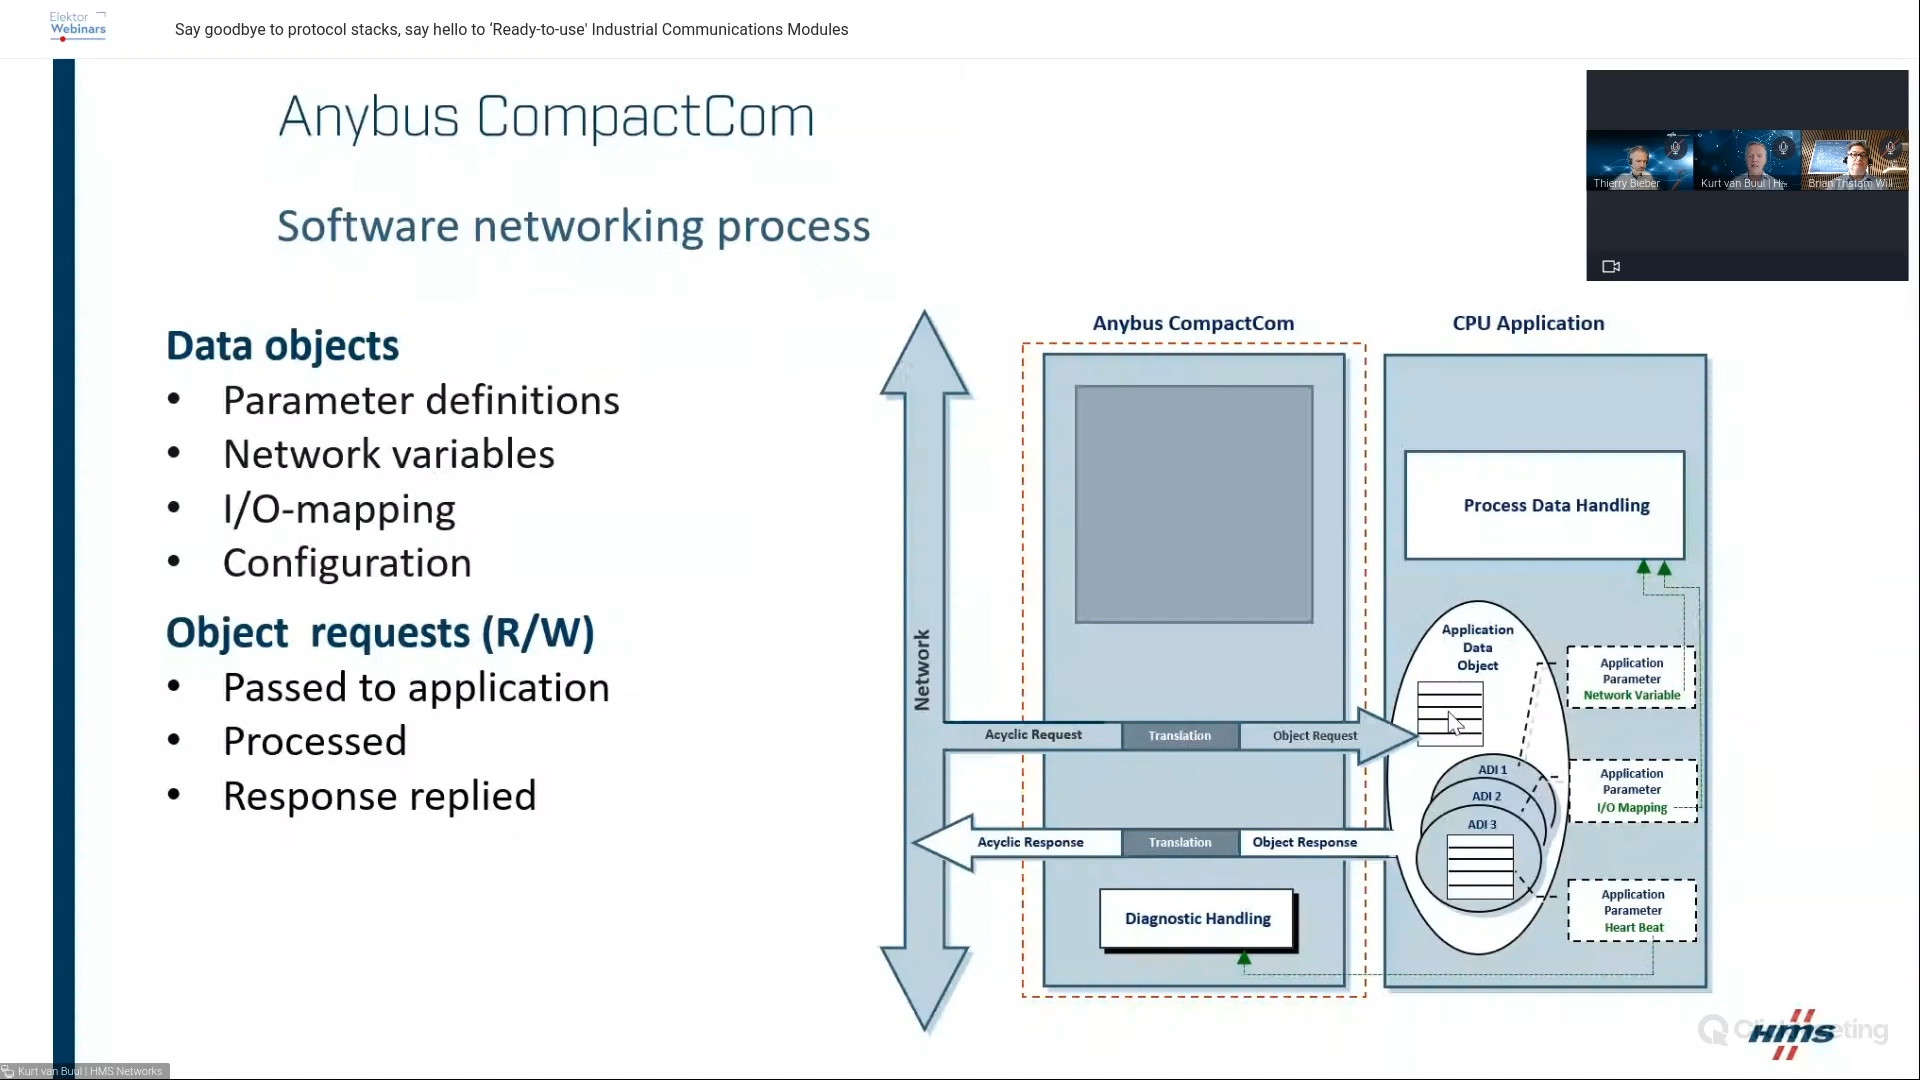 Elektor
Webinars
Say goodbye to protocol stacks, say hello to ‘Ready-to-use' Industrial Communications Modules
Anybus CompactCom
Software networking process
Thierry Bieber
Kurt van Buul | H
Brian Tristam Wil
Data objects
• Parameter definitions
• Network variables
• I/O-mapping
• Configuration
Object requests (R/W)
• Passed to application
• Processed
• Response replied
Network
Anybus CompactCom
CPU Application
Process Data Handling
Application
Data
Object
Application
Parameter
Network Variable
Acyclic Request
Translation
Object Request
ADI 1
ADI 2
ADI 3
Application
Parameter
I/O Mapping
Acyclic Response
Translation
Object Response
Diagnostic Handling
Application
Parameter
Heart Beat
HMS
Kurt van Buul | HMS Networks